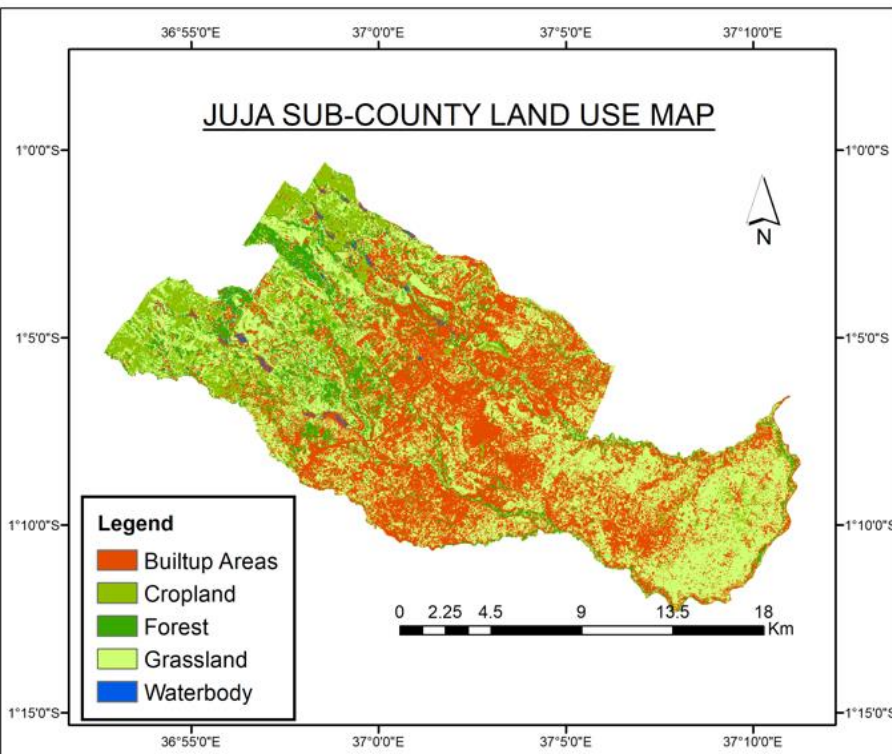 36°55'0"E 37°0'0"E 37°5'0"E 37°10'0"E
JUJA SUB-COUNTY LAND USE MAP
1°0'0"S 1°0'0"S
N
1°5'0"S 1°5'0"S
1°10'0"S 1°10'0"S
Legend
Builtup Areas
Cropland
Forest
Grassland
Waterbody
0 2.25 4.5 9 13.5 18
Km
1°15'0"S 1°15'0"S
36°55'0"E 37°0'0"E 37°5'0"E 37°10'0"E